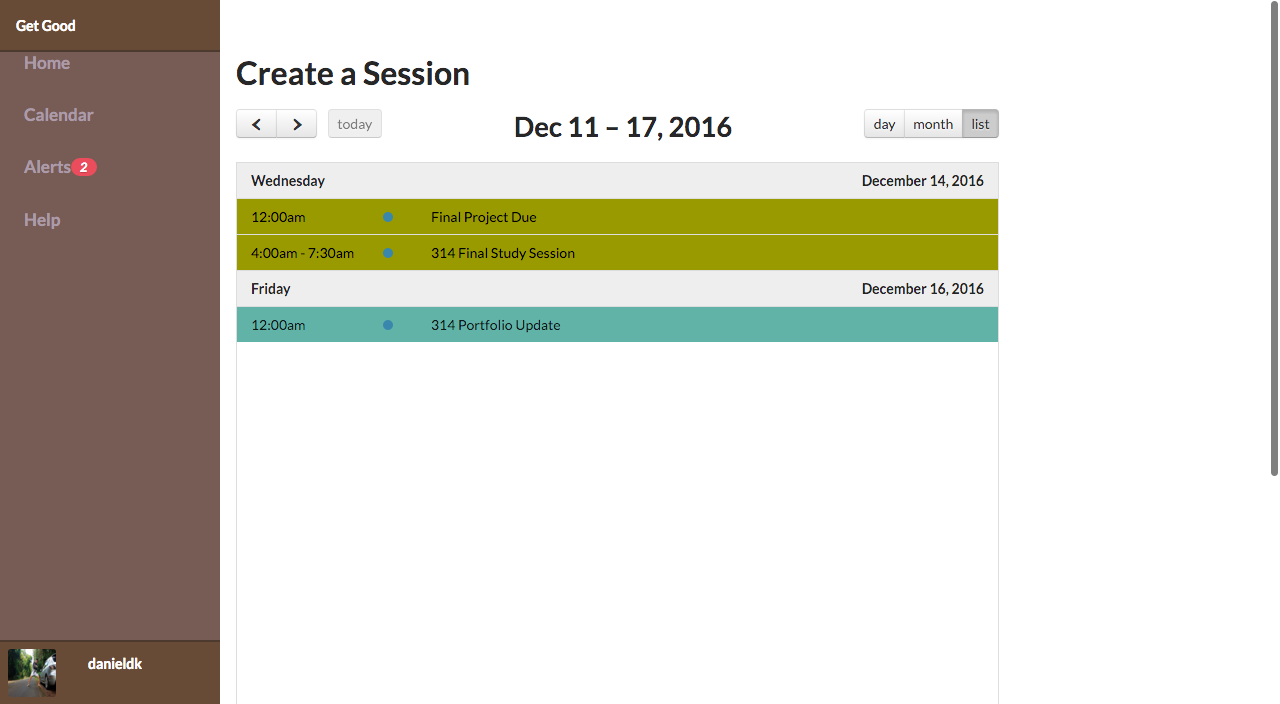 Get Good
Home
Calendar
Alerts 2
Help
danieldk
Create a Session
today
Dec 11 – 17, 2016
day month list
Wednesday December 14, 2016
12:00am Final Project Due
4:00am - 7:30am 314 Final Study Session
Friday December 16, 2016
12:00am 314 Portfolio Update